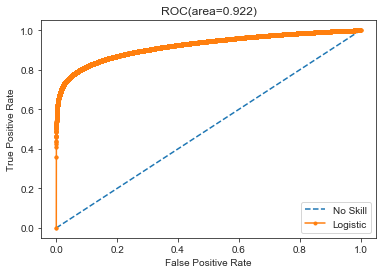 ROC(area=0.922)
True Positive Rate
1.0
0.8
0.6
0.4
0.2
0.0
No Skill
Logistic
0.0 0.2 0.4 0.6 0.8 1.0
False Positive Rate